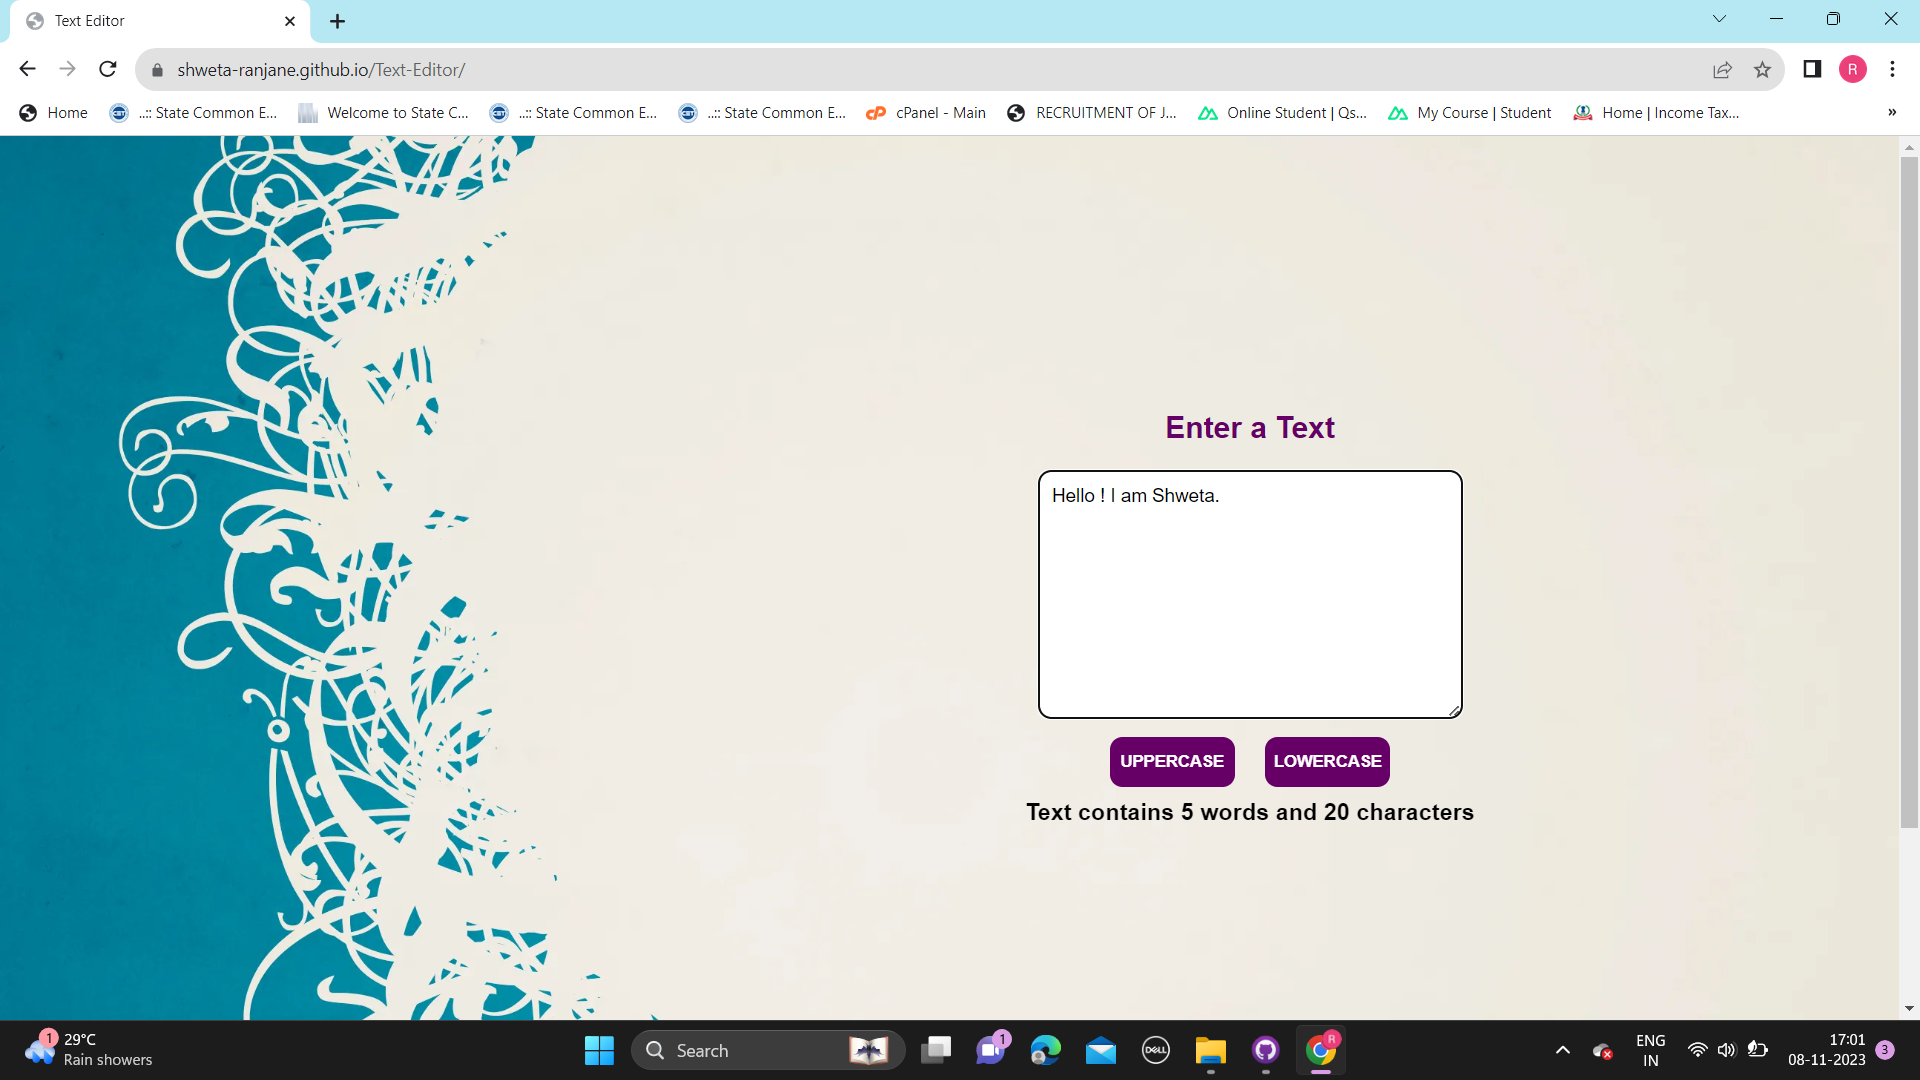 Text Editor
shweta-ranjane.github.io/Text-Editor/
R
Home
..:: State Common E...
Welcome to State C...
..:: State Common E...
..:: State Common E...
cPanel - Main
RECRUITMENT OF J...
Online Student | Qs...
My Course | Student
Home | Income Tax...
»
Enter a Text
Hello ! I am Shweta.
UPPERCASE
LOWERCASE
Text contains 5 words and 20 characters
1
29°C
Rain showers
Search
1
DELL
R
ENG
IN
17:01
08-11-2023
3